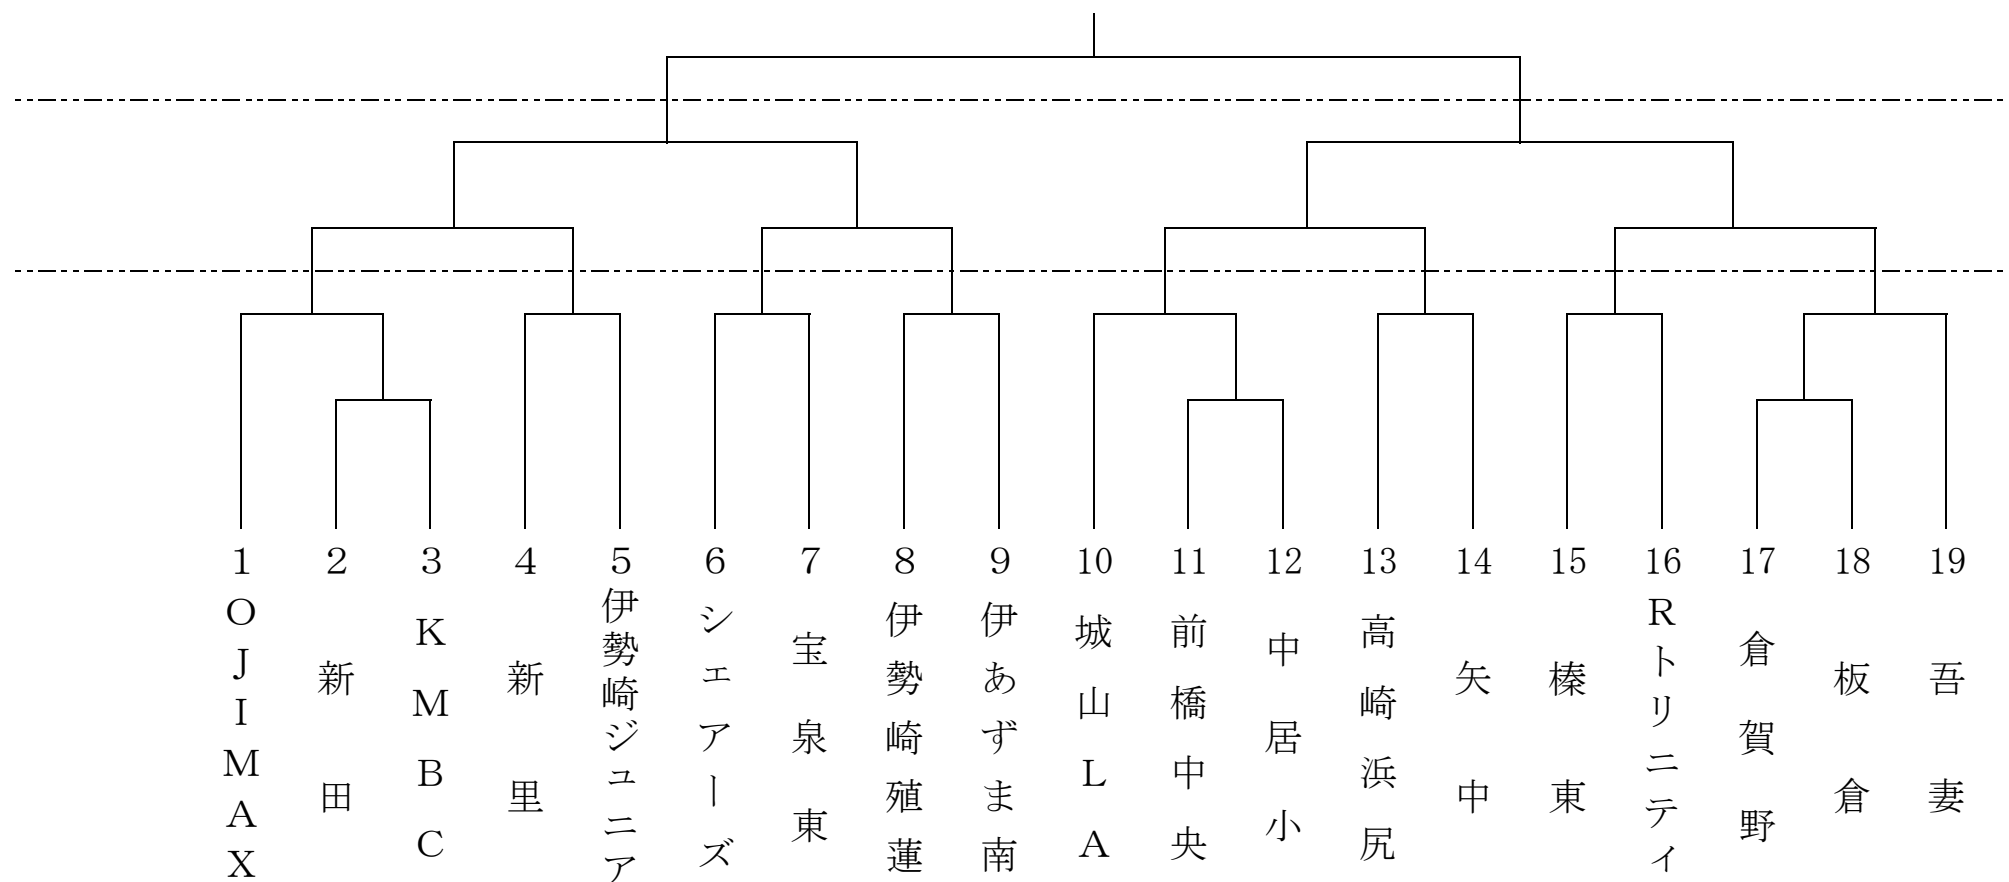 1 OJIMAX
2 新田
3 KMBC
4 新里
5 伊勢崎ジュニア
6 シェアーズ
7 宝泉東
8 伊勢崎殖蓮
9 伊あずま南
10 城山LA
11 前橋中央
12 中居小
13 高崎浜尻
14 矢中
15 榛東
16 Rトリニティ
17 倉賀野
18 板倉
19 吾妻